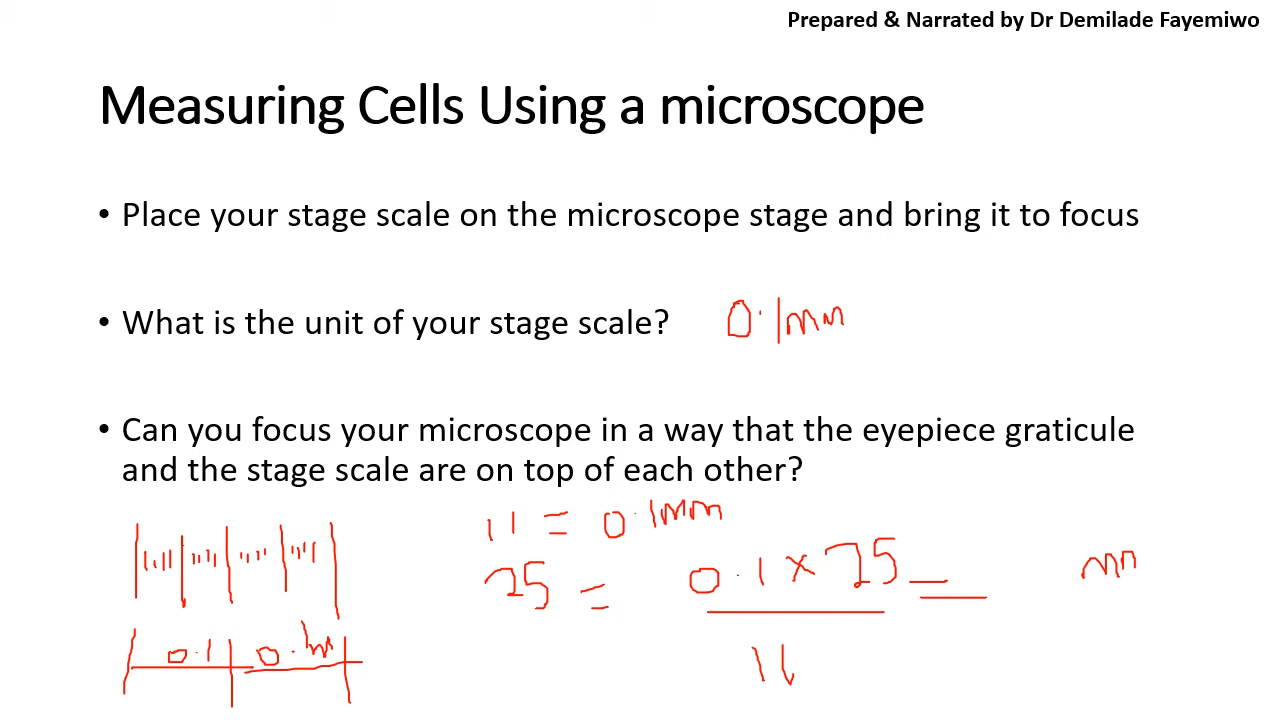 Prepared & Narrated by Dr Demilade Fayemiwo
Measuring Cells Using a microscope
• Place your stage scale on the microscope stage and bring it to focus
• What is the unit of your stage scale? 0.1mm
• Can you focus your microscope in a way that the eyepiece graticule
and the stage scale are on top of each other?
11 = 0.1mm
25 = 0.1 × 25 = mm
11
0.1 0.1m